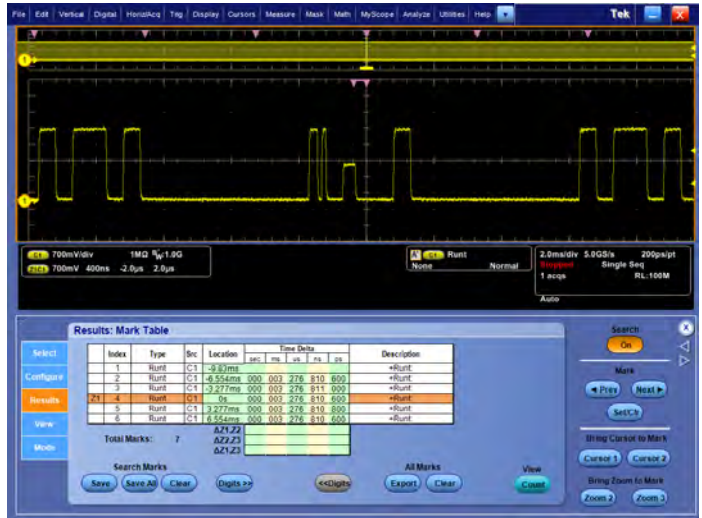 File Edit Vertical Digital Horiz/Acq Trig Display Cursors Measure Mask Math MyScope Analyze Utilities Help Tek X
1
1
C1 700mV/div 1MΩ BW:1.0G
Z1C1 700mV 400ns -2.0µs 2.0µs
A' C1 Runt
None Normal
2.0ms/div 5.0GS/s 200ps/pt
Stopped Single Seq
1 acqs RL:100M
Auto
Results: Mark Table
Select
Configure
Results
View
Mode
Index Type Src Location Time Delta Description
sec ms us ns ps
1 Runt C1 -9.83ms +Runt:
2 Runt C1 -6.554ms 000 003 276 810 600 +Runt:
3 Runt C1 -3.277ms 000 003 276 811 000 +Runt:
Z1 4 Runt C1 0s 000 003 276 810 600 +Runt:
5 Runt C1 3.277ms 000 003 276 810 600 +Runt:
6 Runt C1 6.554ms 000 003 276 810 600 +Runt:
Total Marks: 7
ΔZ1,Z2
ΔZ2,Z3
ΔZ1,Z3
Search Marks
Save Save All Clear
Digits >>
<<Digits
All Marks
Export Clear
View
Count
Search
On
X
Mark
Prev Next
Set/Clr
Bring Cursor to Mark
Cursor 1 Cursor 2
Bring Zoom to Mark
Zoom 2 Zoom 3